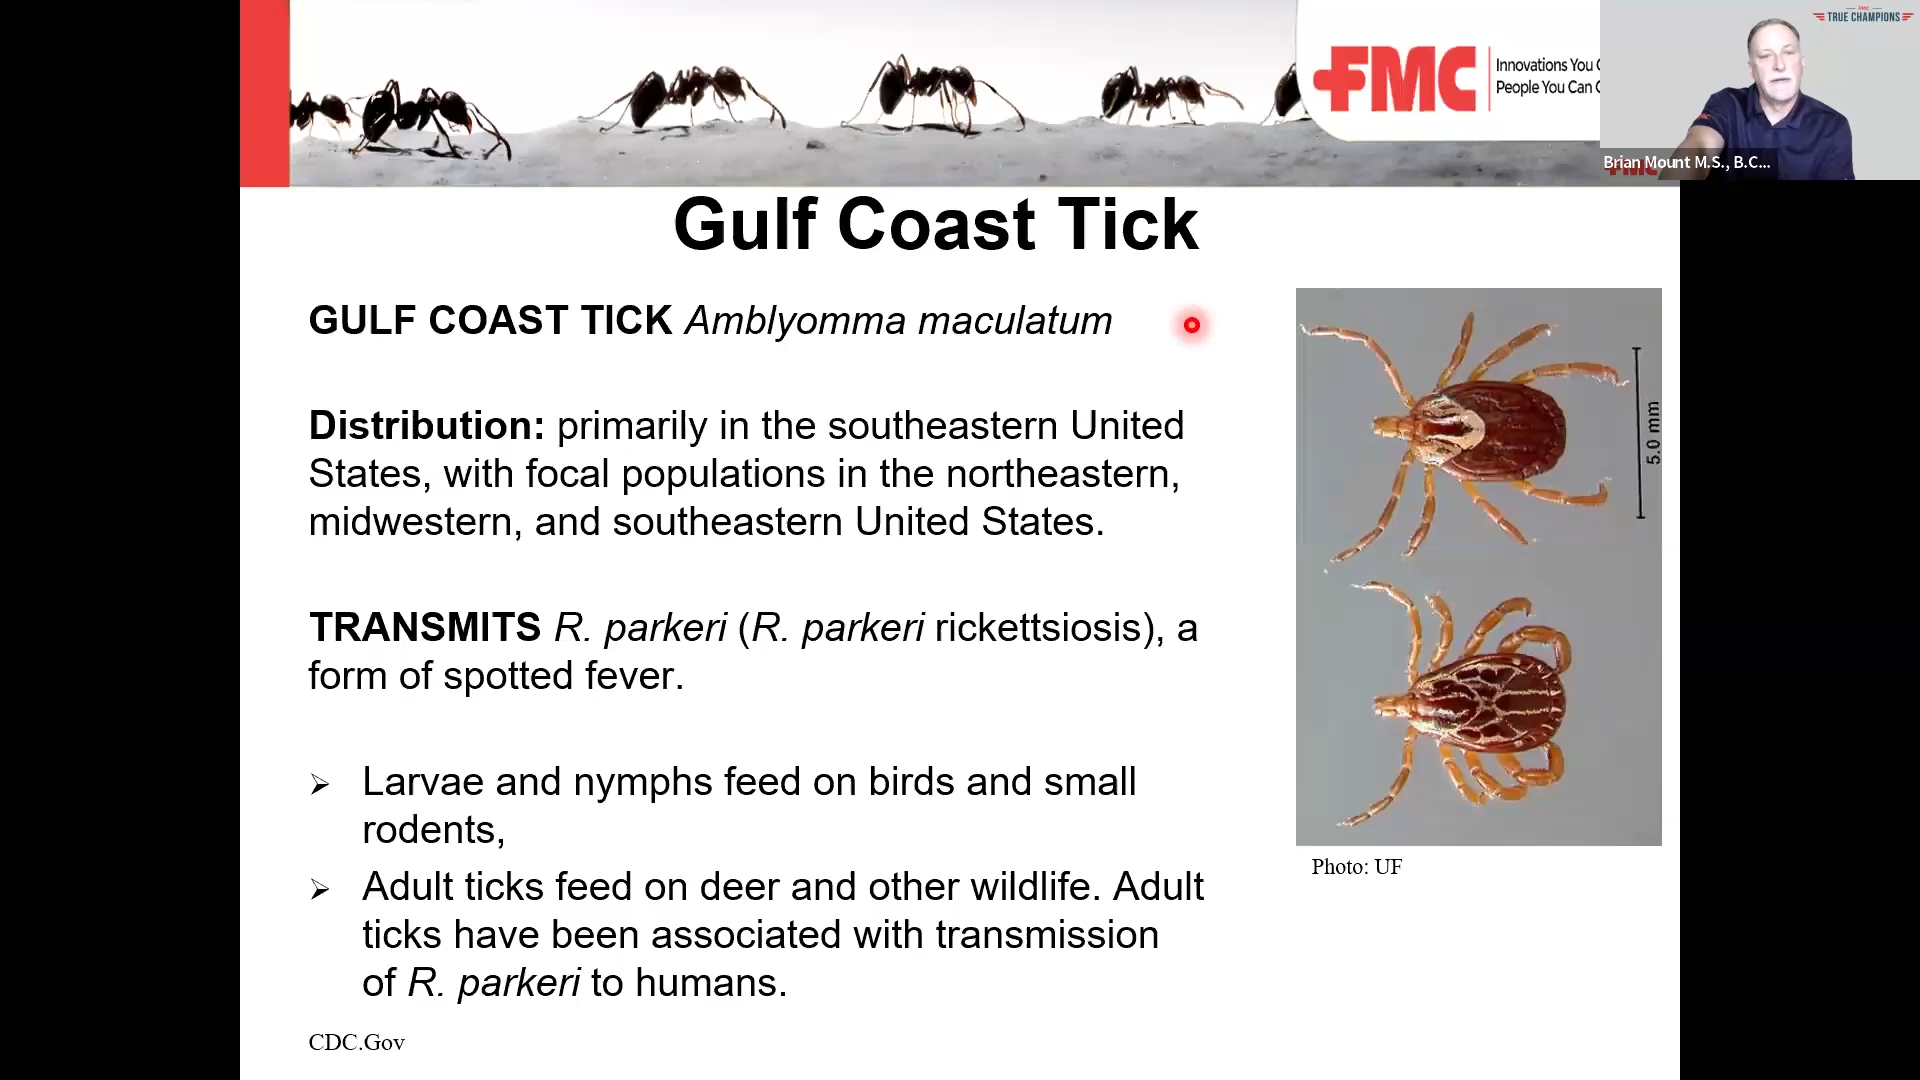 FMC
Innovations You C
People You Can C
FMC
TRUE CHAMPIONS
Brian Mount M.S., B.C...
Gulf Coast Tick
GULF COAST TICK Amblyomma maculatum
Distribution: primarily in the southeastern United
States, with focal populations in the northeastern,
midwestern, and southeastern United States.
5.0 mm
TRANSMITS R. parkeri (R. parkeri rickettsiosis), a
form of spotted fever.
➢ Larvae and nymphs feed on birds and small
rodents,
➢ Adult ticks feed on deer and other wildlife. Adult
ticks have been associated with transmission
of R. parkeri to humans.
Photo: UF
CDC.Gov